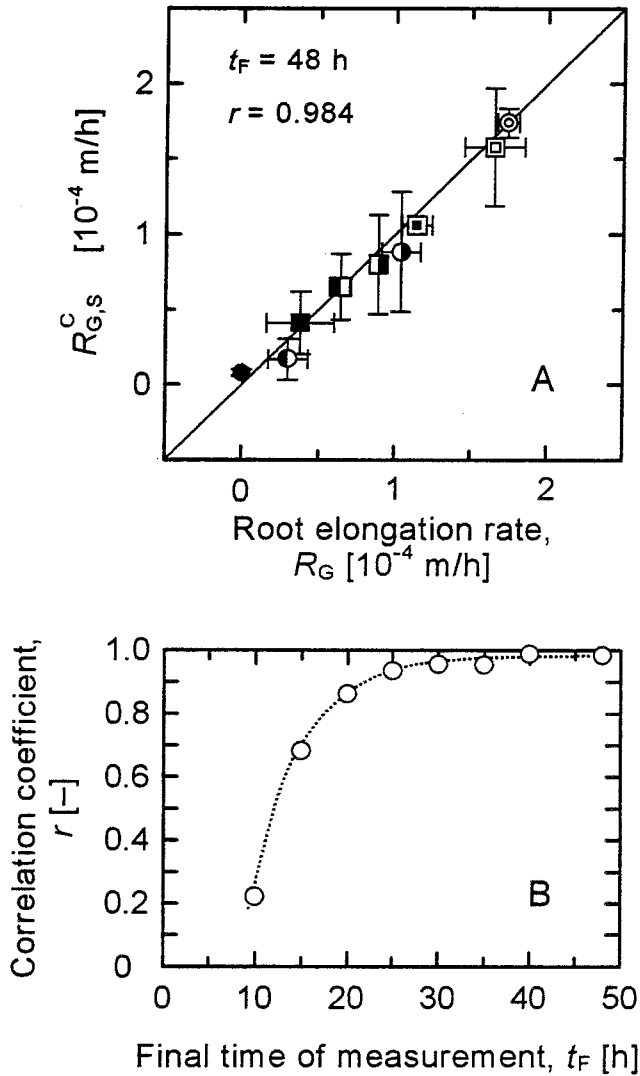 t_F = 48 h
r = 0.984
R^C_G,S [10^-4 m/h]
2
1
0
A
0 1 2
Root elongation rate,
R_G [10^-4 m/h]
Correlation coefficient,
r [–]
1.0
0.8
0.6
0.4
0.2
0
B
0 10 20 30 40 50
Final time of measurement, t_F [h]